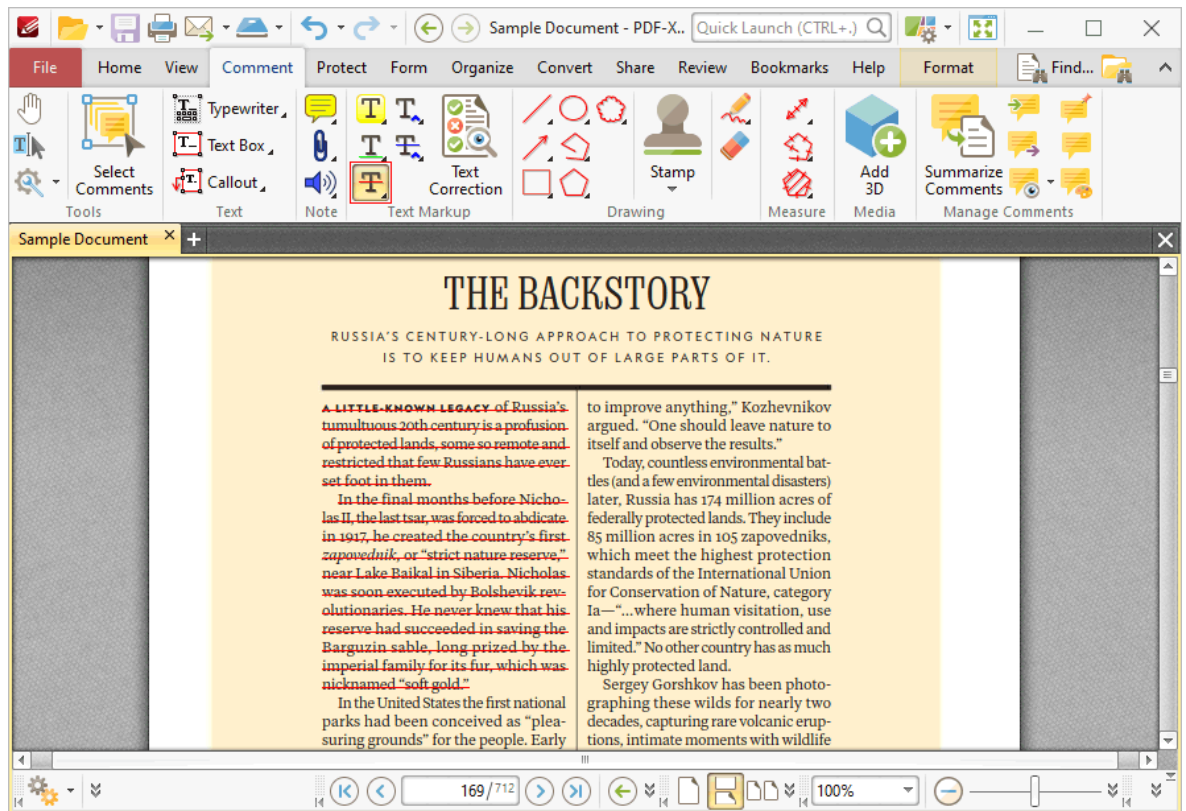 Sample Document - PDF-X.. Quick Launch (CTRL+.)
File Home View Comment Protect Form Organize Convert Share Review Bookmarks Help Format Find...
Typewriter
Text Box
Callout
Select
Comments
Text
Correction
Stamp
Add
3D
Summarize
Comments
Tools Text Note Text Markup Drawing Measure Media Manage Comments
Sample Document
THE BACKSTORY
RUSSIA'S CENTURY-LONG APPROACH TO PROTECTING NATURE
IS TO KEEP HUMANS OUT OF LARGE PARTS OF IT.
A LITTLE-KNOWN LEGACY of Russia's
tumultuous 20th century is a profusion
of protected lands, some so remote and
restricted that few Russians have ever
set foot in them.
In the final months before Nicho-
las II, the last tsar, was forced to abdicate
in 1917, he created the country's first
zapovednik, or “strict nature reserve,”
near Lake Baikal in Siberia. Nicholas
was soon executed by Bolshevik rev-
olutionaries. He never knew that his
reserve had succeeded in saving the
Barguzin sable, long prized by the
imperial family for its fur, which was
nicknamed “soft gold.”
In the United States the first national
parks had been conceived as “plea-
suring grounds” for the people. Early
to improve anything,” Kozhevnikov
argued. “One should leave nature to
itself and observe the results.”
Today, countless environmental bat-
tles (and a few environmental disasters)
later, Russia has 174 million acres of
federally protected lands. They include
85 million acres in 105 zapovedniks,
which meet the highest protection
standards of the International Union
for Conservation of Nature, category
Ia—“...where human visitation, use
and impacts are strictly controlled and
limited.” No other country has as much
highly protected land.
Sergey Gorshkov has been photo-
graphing these wilds for nearly two
decades, capturing rare volcanic erup-
tions, intimate moments with wildlife
169/712 100%